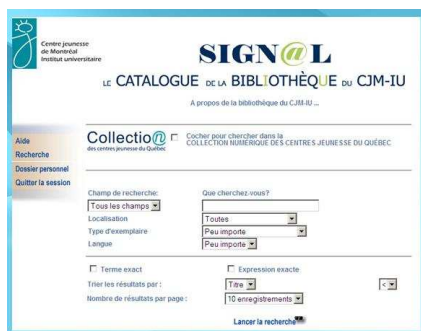 Centre jeunesse
de Montréal
Institut universitaire
SIGN@L
LE CATALOGUE DE LA BIBLIOTHÈQUE DU CJM-IU
A propos de la bibliothèque du CJM-IU ...
Aide
Recherche
Dossier personnel
Quitter la session
Collectio@
des centres jeunesse du Québec
Cocher pour chercher dans la
COLLECTION NUMÉRIQUE DES CENTRES JEUNESSE DU QUÉBEC
Champ de recherche: Que cherchez-vous?
Tous les champs
Localisation Toutes
Type d'exemplaire Peu importe
Langue Peu importe
Terme exact Expression exacte
Trier les résultats par : Titre <
Nombre de résultats par page : 10 enregistrements
Lancer la recherche